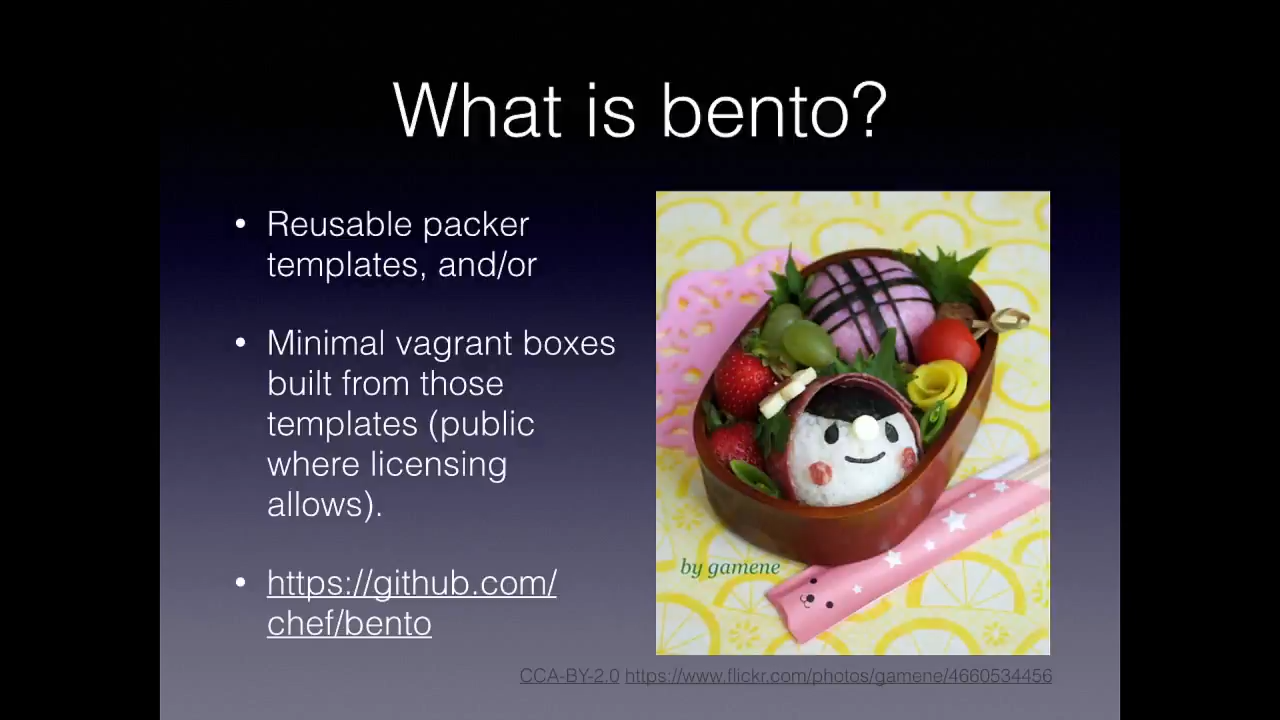 What is bento?
• Reusable packer
templates, and/or
• Minimal vagrant boxes
built from those
templates (public
where licensing
allows).
• https://github.com/
chef/bento
by gamene
CCA-BY-2.0 https://www.flickr.com/photos/gamene/4660534456